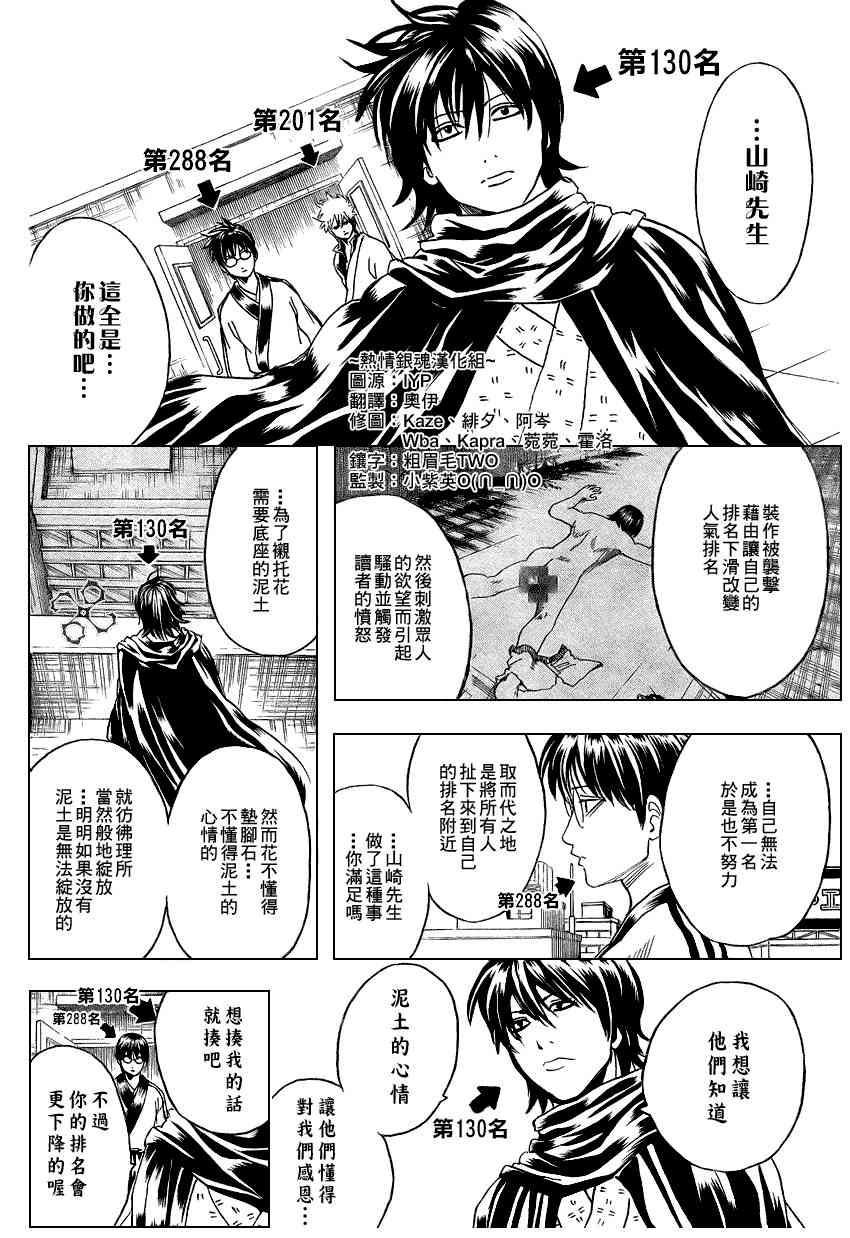 第130名
…山崎先生
第201名
第288名
這全是…
你做的吧…
~熱情銀魂漢化組~
圖源：IYP
翻譯：奧伊
修圖：Kaze、緋夕、阿岑
Wba、Kapra、菀菀、霍洛
鑲字：粗眉毛TWO
監製：小紫英O(∩_∩)O
裝作被襲擊
藉由讓自己的
排名下滑改變
人氣排名
然後刺激眾人
的欲望而引起
騷動並觸發
讀者的憤怒
…為了襯托花
需要底座的泥土
第130名
然而花不懂得
墊腳石…
不懂得泥土的
心情的
就彷彿理所
當然般地綻放
…明明如果沒有
泥土是無法綻放的
…自己無法
成為第一名
於是也不努力
取而代之地
是將所有人
扯下來到自己
的排名附近
…山崎先生
做了這種事
…你滿足嗎
第288名
我想讓
他們知道
泥土的心情
第130名
讓他們懂得
對我們感恩…
第130名
第288名
想揍我的話
就揍吧
不過
你的排名會
更下降的喔